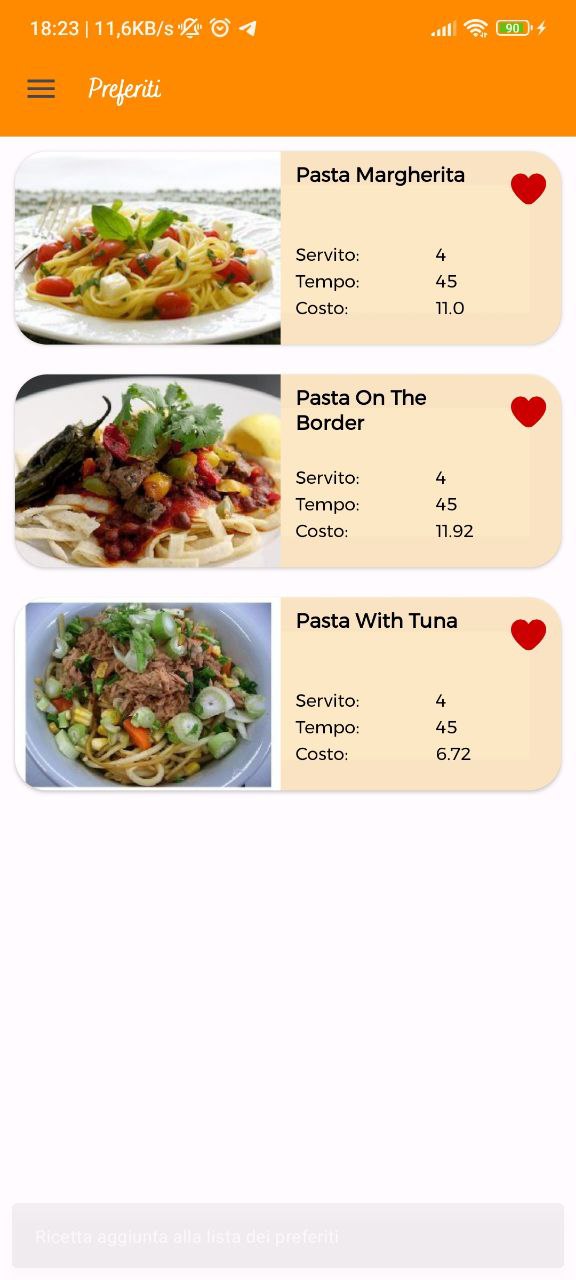 18:23 | 11,6KB/s
90
Preferiti
Pasta Margherita
Servito: 4
Tempo: 45
Costo: 11.0
Pasta On The
Border
Servito: 4
Tempo: 45
Costo: 11.92
Pasta With Tuna
Servito: 4
Tempo: 45
Costo: 6.72
Ricetta aggiunta alla lista dei preferiti